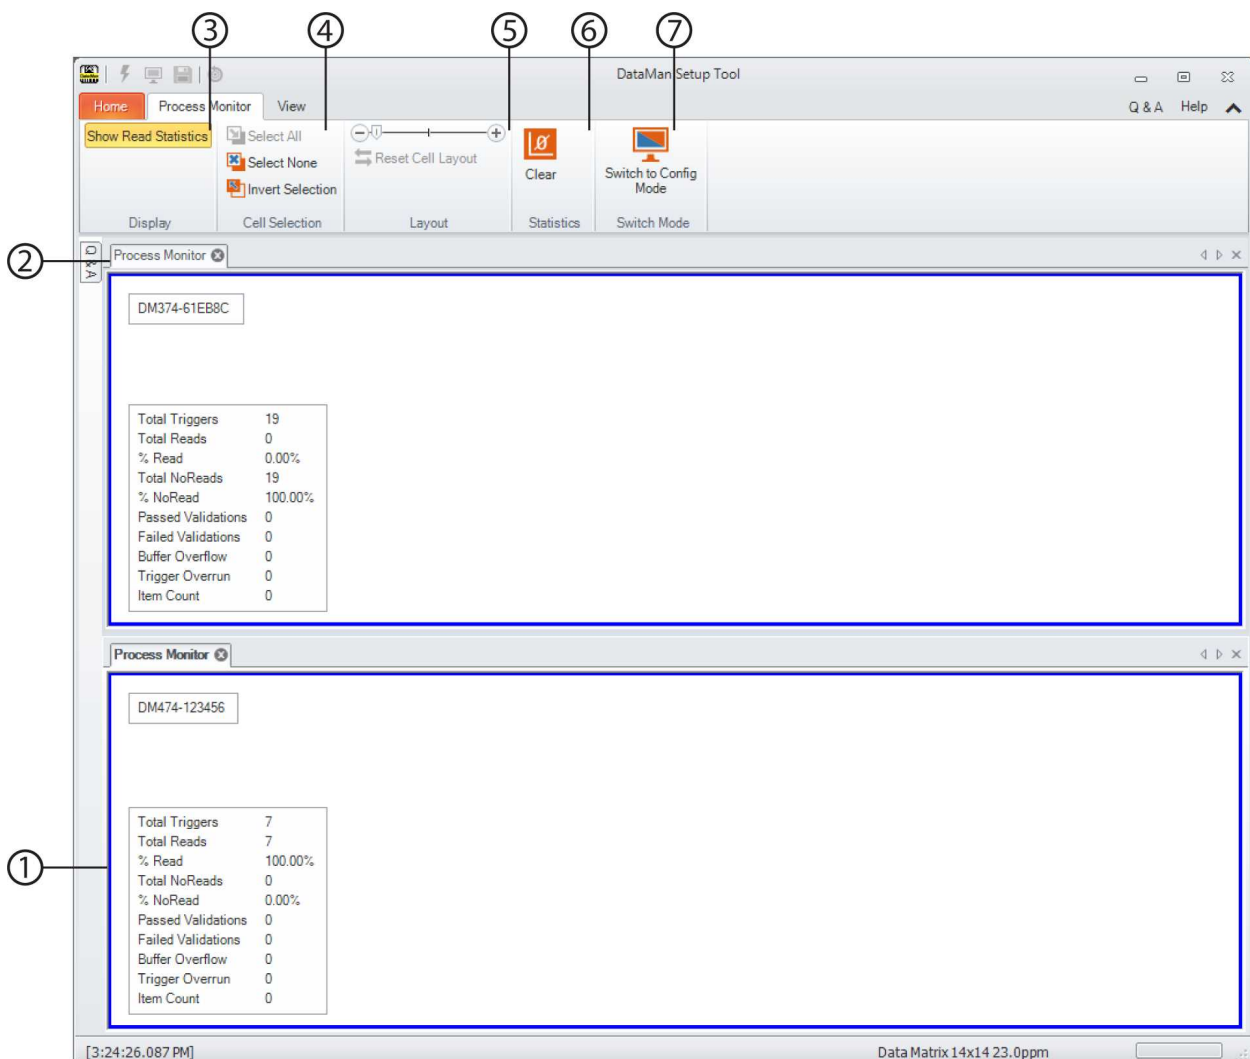 3 4 5 6 7
DataMan Setup Tool
Home Process Monitor View Q & A Help
Show Read Statistics
Select All
Select None
Invert Selection
Reset Cell Layout
Clear
Switch to Config
Mode
Display Cell Selection Layout Statistics Switch Mode
2
Q & A
Process Monitor
DM374-61EB8C
Total Triggers 19
Total Reads 0
% Read 0.00%
Total NoReads 19
% NoRead 100.00%
Passed Validations 0
Failed Validations 0
Buffer Overflow 0
Trigger Overrun 0
Item Count 0
Process Monitor
DM474-123456
1
Total Triggers 7
Total Reads 7
% Read 100.00%
Total NoReads 0
% NoRead 0.00%
Passed Validations 0
Failed Validations 0
Buffer Overflow 0
Trigger Overrun 0
Item Count 0
[3:24:26.087 PM] Data Matrix 14x14 23.0ppm